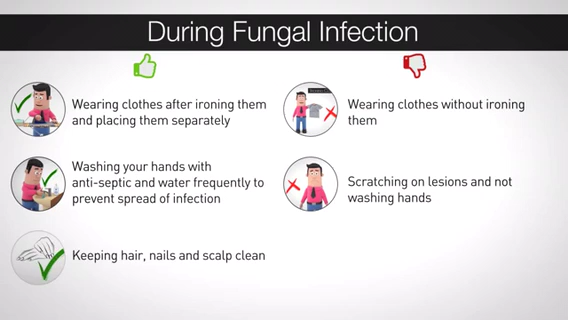 During Fungal Infection
Wearing clothes after ironing them
and placing them separately
Washing your hands with
anti-septic and water frequently to
prevent spread of infection
Keeping hair, nails and scalp clean
Wearing clothes without ironing
them
Scratching on lesions and not
washing hands